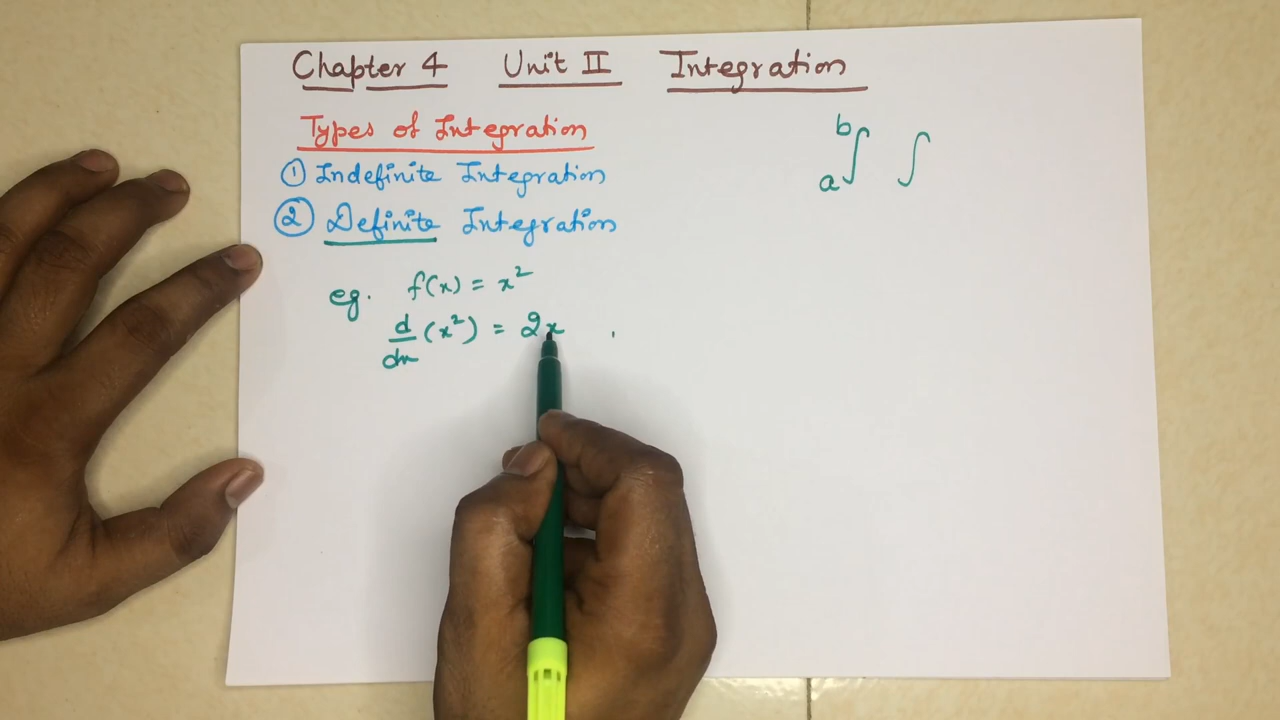 Chapter 4 Unit II Integration
Types of Integration
① Indefinite Integration
② Definite Integration
b
a ∫ ∫
eg. f(x) = x²
d/dx (x²) = 2x